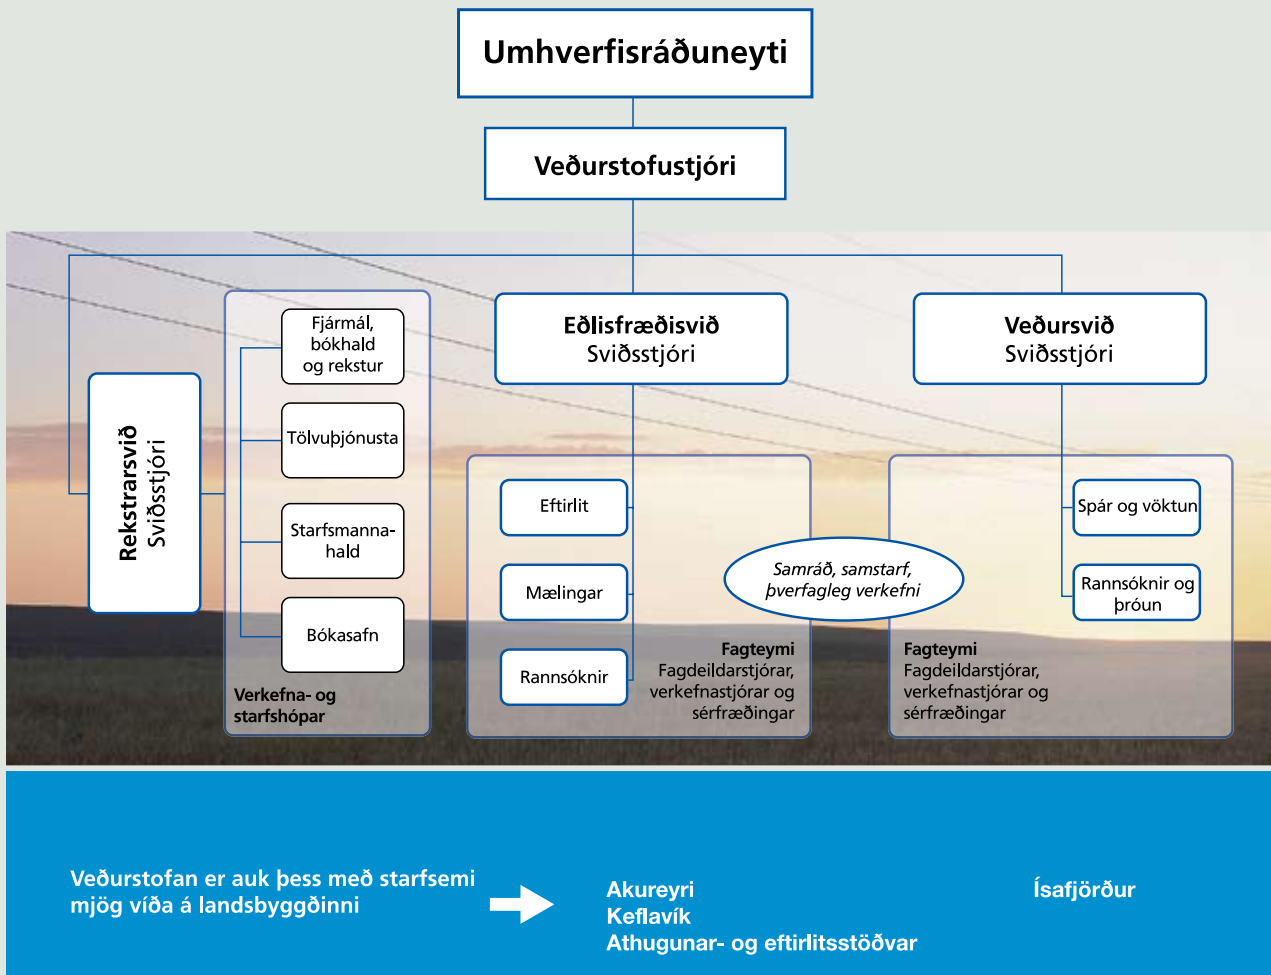 Umhverfisráðuneyti
Veðurstofustjóri
Rekstrarsvið
Sviðsstjóri
Fjármál,
bókhald
og rekstur
Tölvuþjónusta
Starfsmanna-
hald
Bókasafn
Verkefna- og
starfshópar
Eðlisfræðisvið
Sviðsstjóri
Eftirlit
Mælingar
Rannsóknir
Fagteymi
Fagdeildarstjórar,
verkefnastjórar og
sérfræðingar
Samráð, samstarf,
þverfagleg verkefni
Veðursvið
Sviðsstjóri
Spár og vöktun
Rannsóknir og
þróun
Fagteymi
Fagdeildarstjórar,
verkefnastjórar og
sérfræðingar
Veðurstofan er auk þess með starfsemi
mjög víða á landsbyggðinni
Akureyri
Keflavík
Athugunar- og eftirlitsstöðvar
Ísafjörður